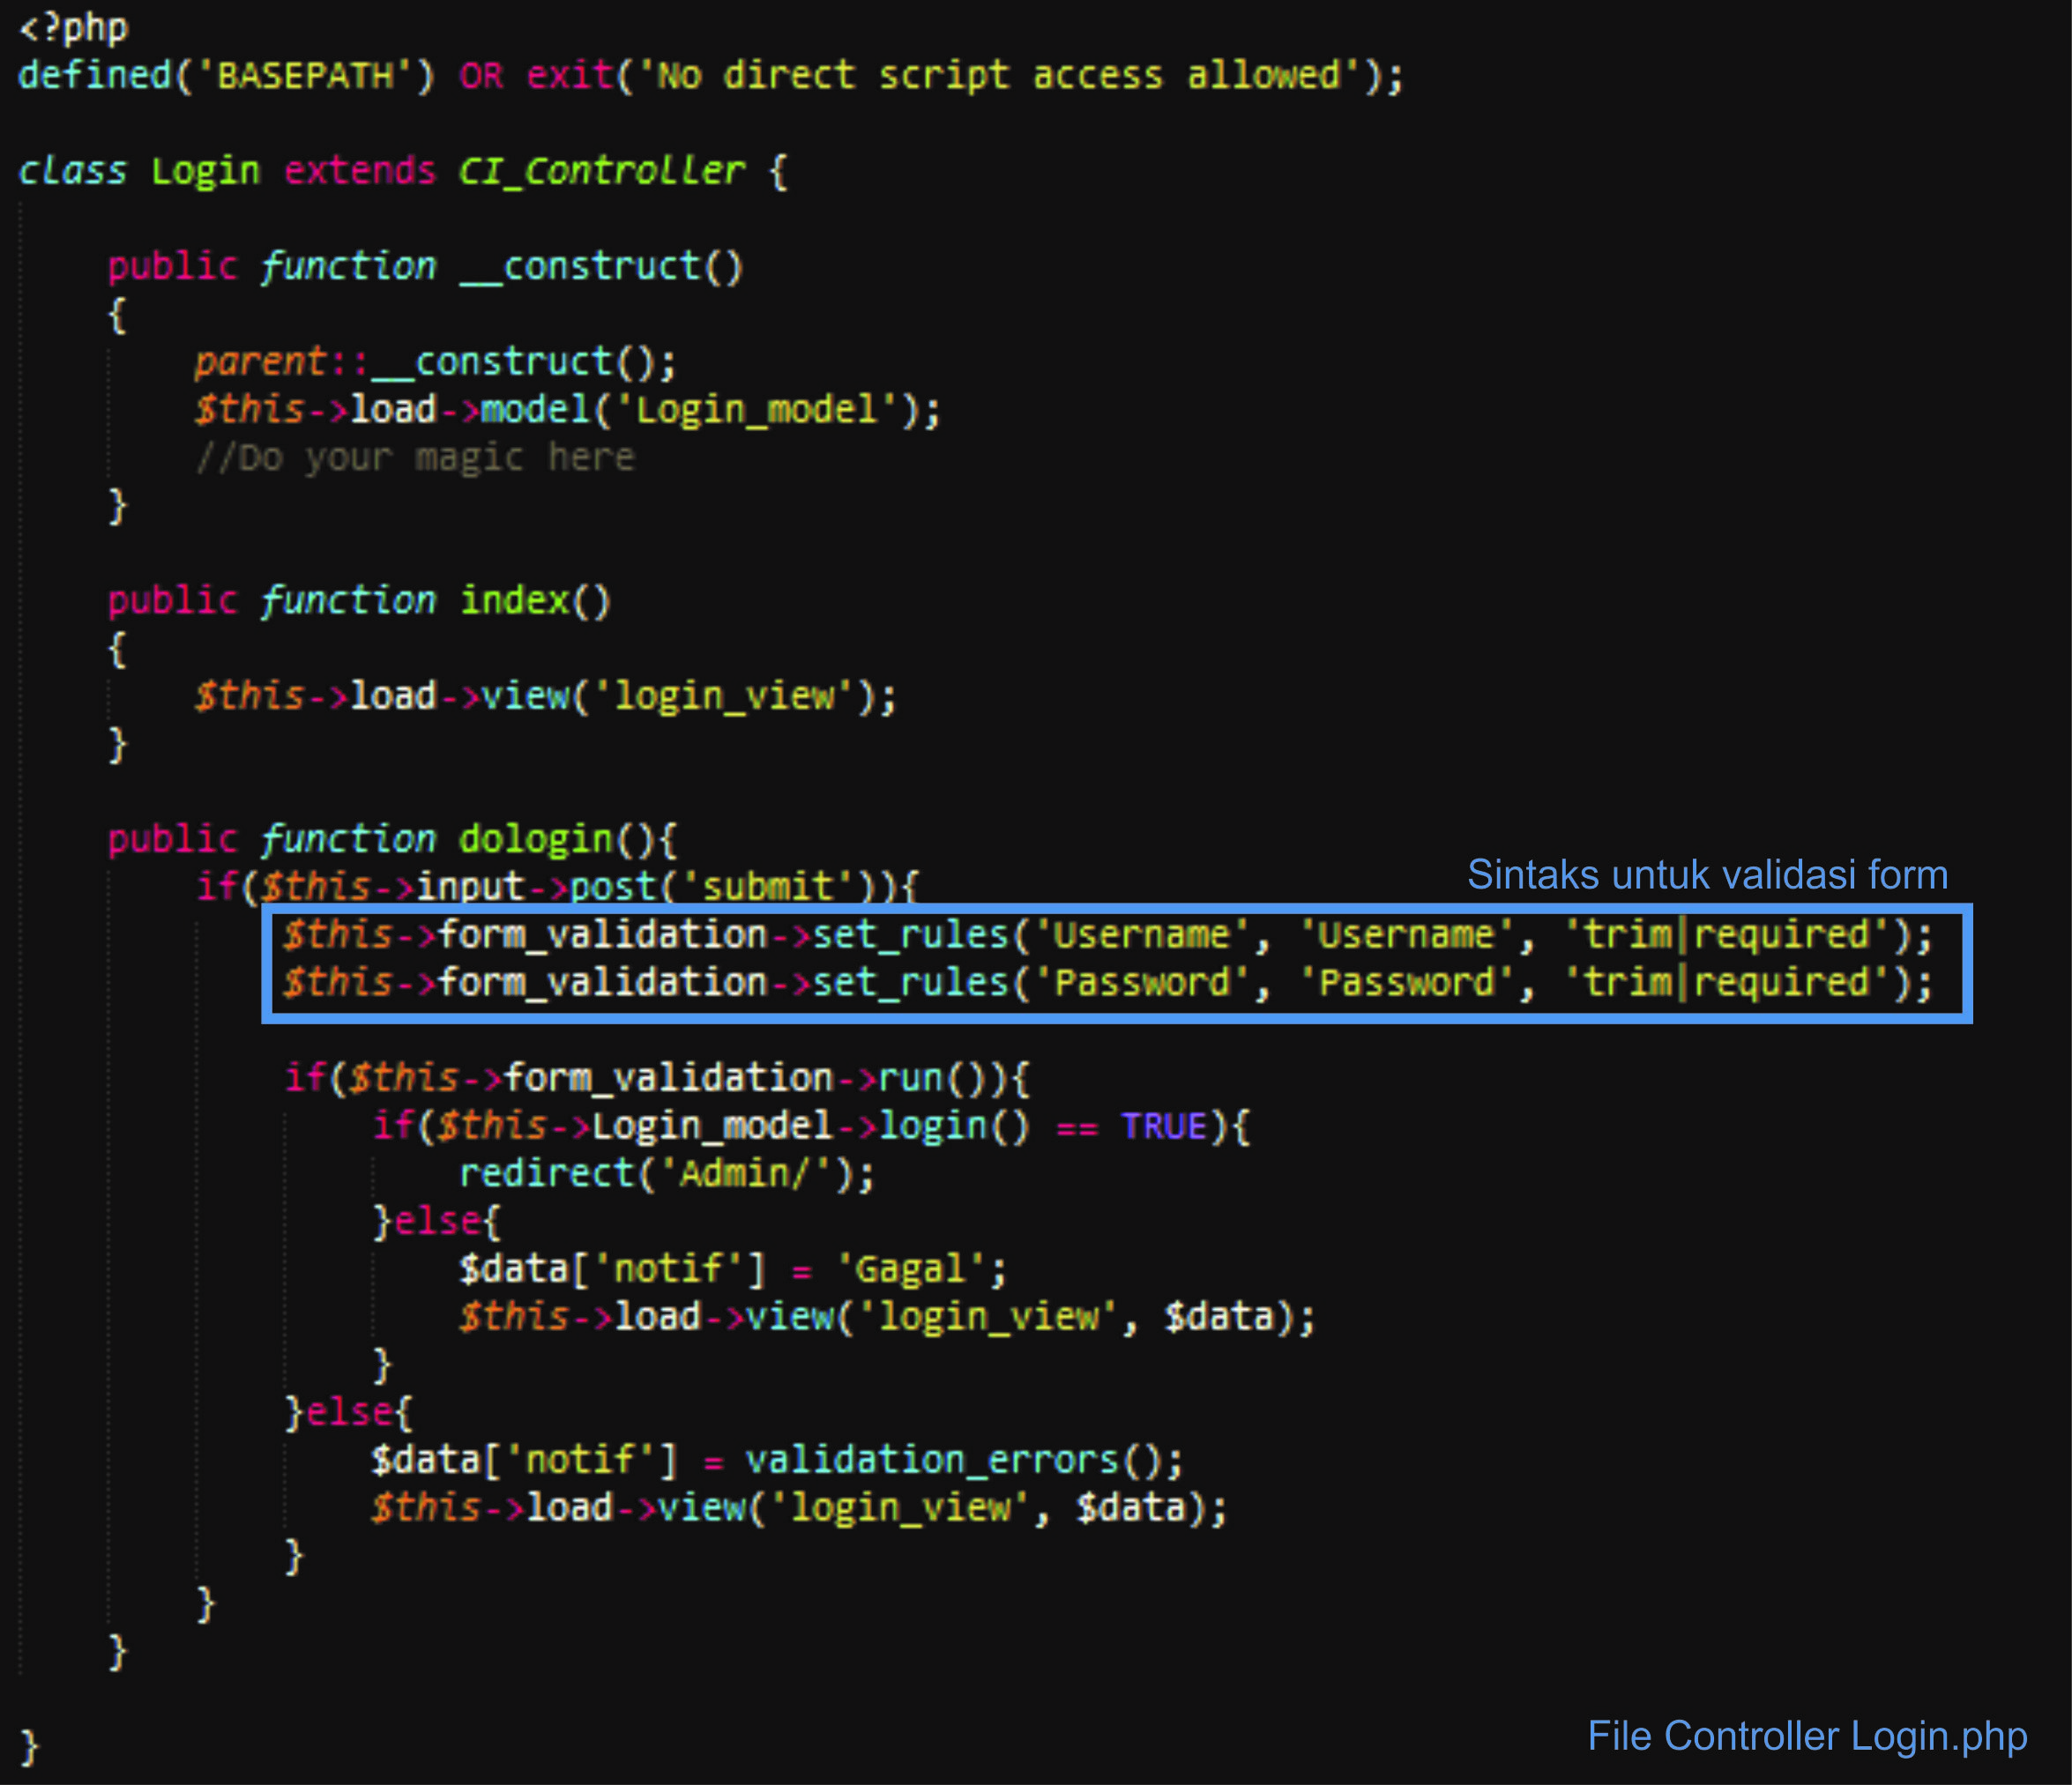 <?php
defined('BASEPATH') OR exit('No direct script access allowed');
class Login extends CI_Controller {
public function __construct()
{
parent::__construct();
$this->load->model('Login_model');
//Do your magic here
}
public function index()
{
$this->load->view('login_view');
}
public function dologin(){
Sintaks untuk validasi form
if($this->input->post('submit')){
$this->form_validation->set_rules('Username', 'Username', 'trim|required');
$this->form_validation->set_rules('Password', 'Password', 'trim|required');
if($this->form_validation->run()){
if($this->Login_model->login() == TRUE){
redirect('Admin/');
}else{
$data['notif'] = 'Gagal';
$this->load->view('login_view', $data);
}
}else{
$data['notif'] = validation_errors();
$this->load->view('login_view', $data);
}
}
}
}
File Controller Login.php